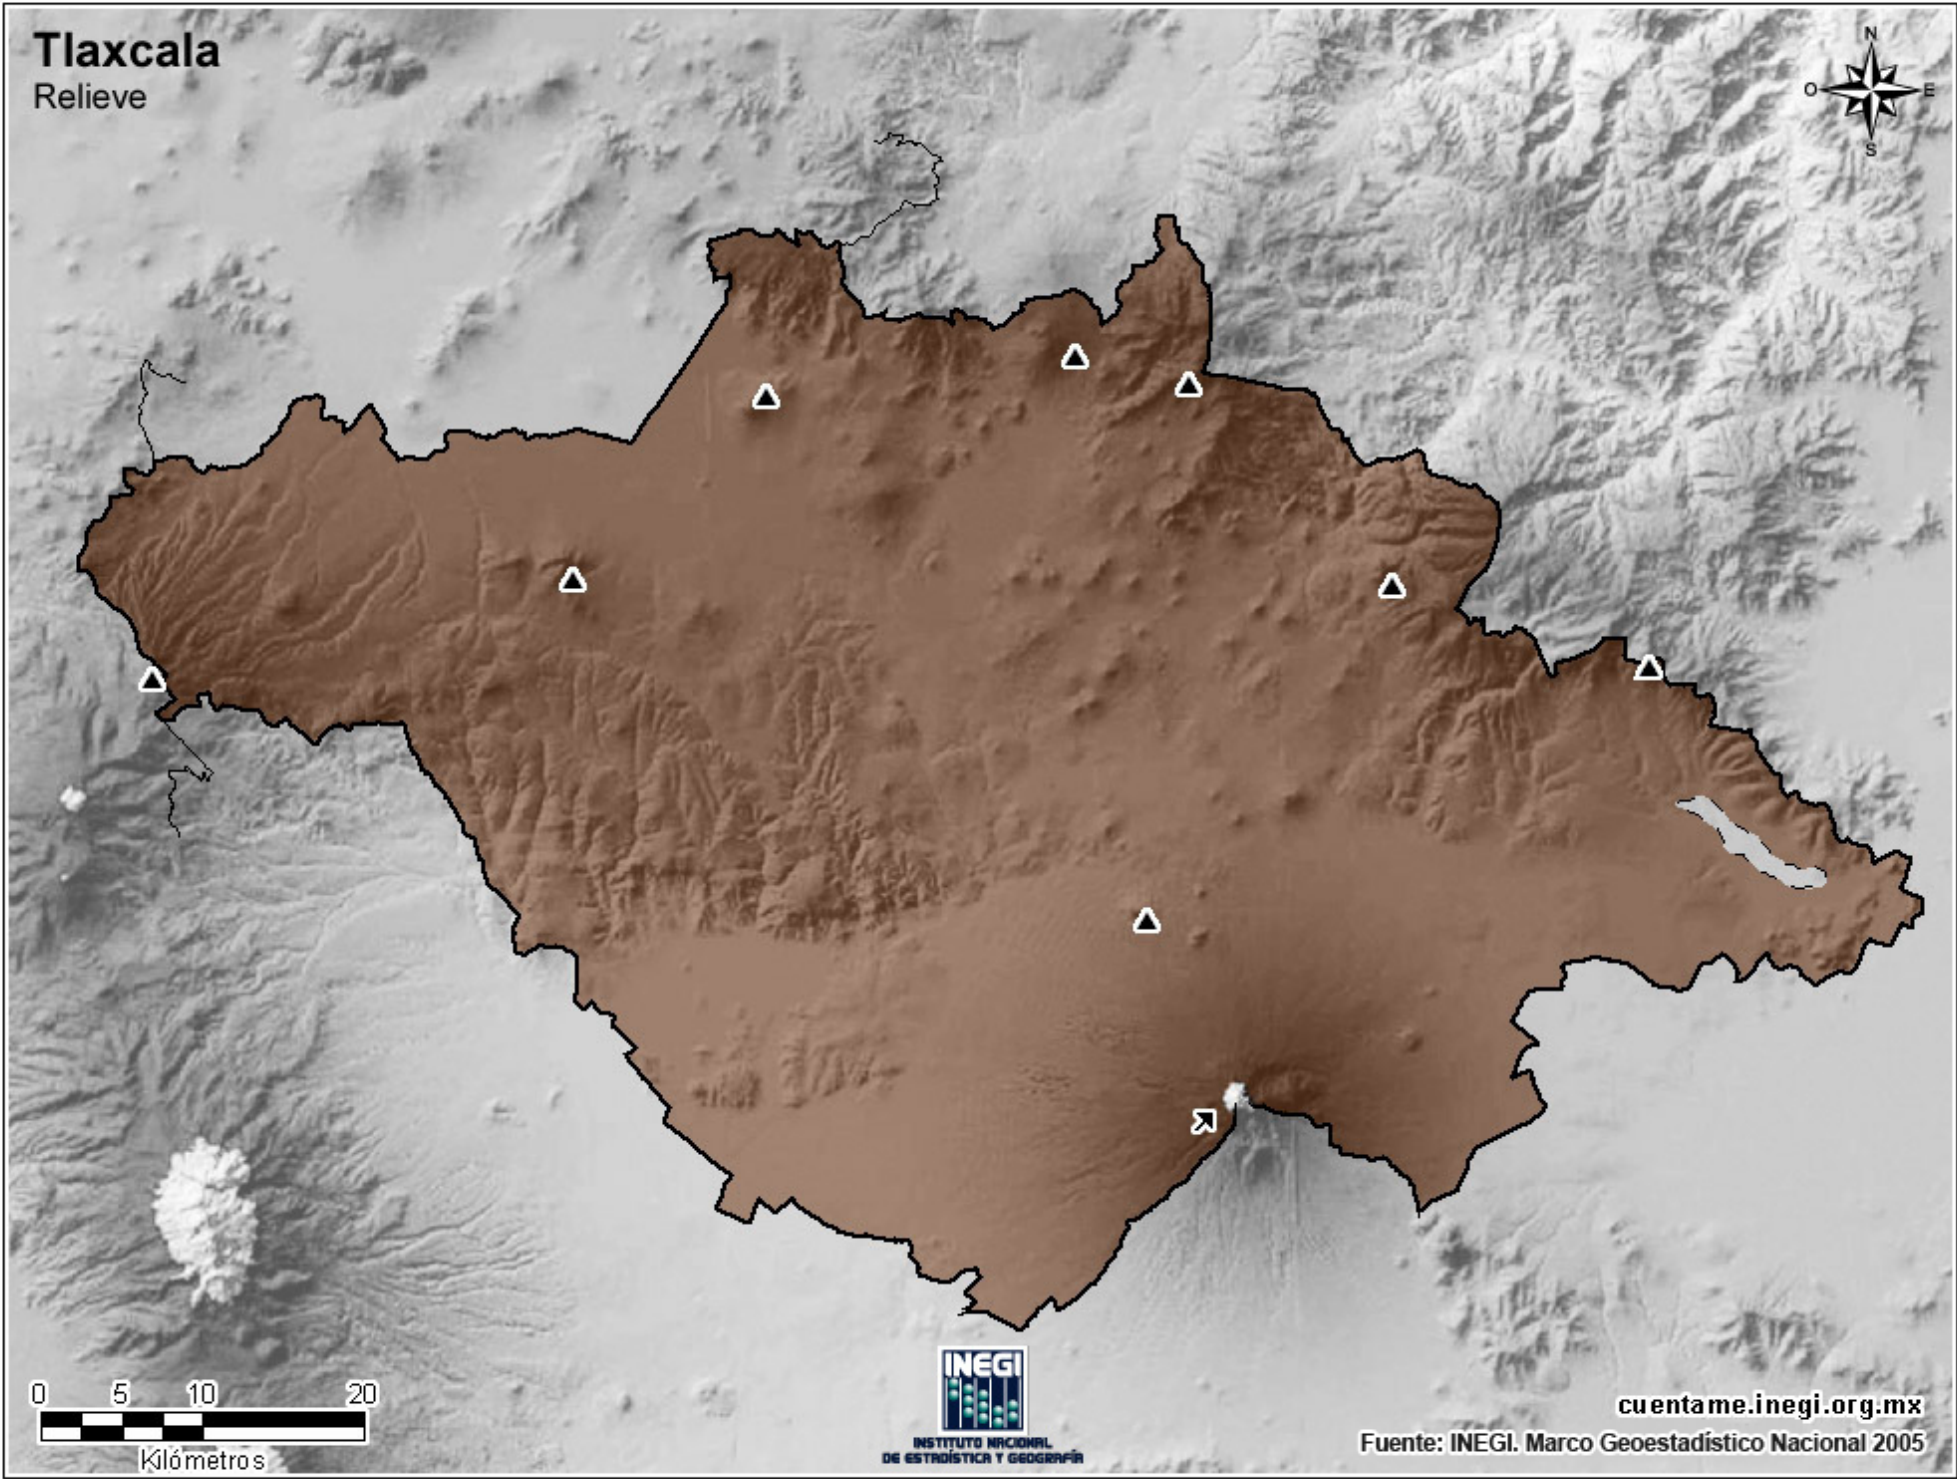 Tlaxcala
Relieve
N
O
E
S
0 5 10 20
Kilómetros
INEGI
INSTITUTO NACIONAL
DE ESTADÍSTICA Y GEOGRAFÍA
cuentame.inegi.org.mx
Fuente: INEGI. Marco Geoestadístico Nacional 2005